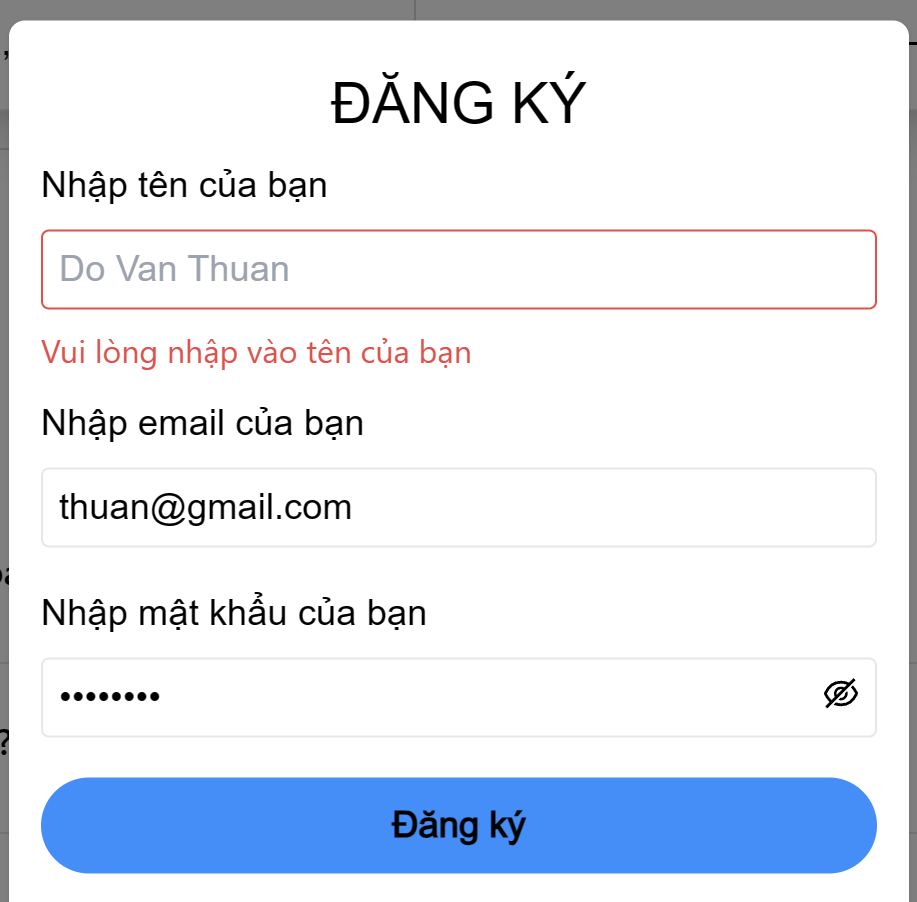 ĐĂNG KÝ
Nhập tên của bạn
Do Van Thuan
Vui lòng nhập vào tên của bạn
Nhập email của bạn
thuan@gmail.com
Nhập mật khẩu của bạn
••••••••
Đăng ký